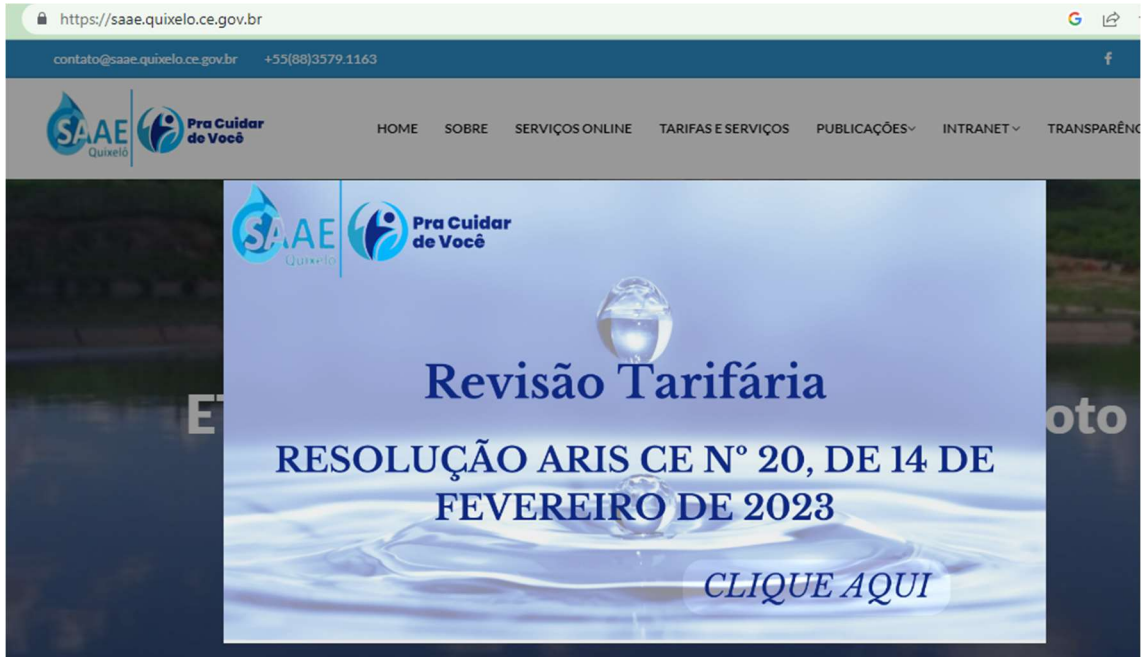 https://saae.quixelo.ce.gov.br
contato@saae.quixelo.ce.gov.br +55(88)3579.1163
SAAE
Quixelô
Pra Cuidar
de Você
HOME SOBRE SERVIÇOS ONLINE TARIFAS E SERVIÇOS PUBLICAÇÕES INTRANET TRANSPARÊNC
SAAE
Quixelô
Pra Cuidar
de Você
Revisão Tarifária
RESOLUÇÃO ARIS CE Nº 20, DE 14 DE
FEVEREIRO DE 2023
CLIQUE AQUI